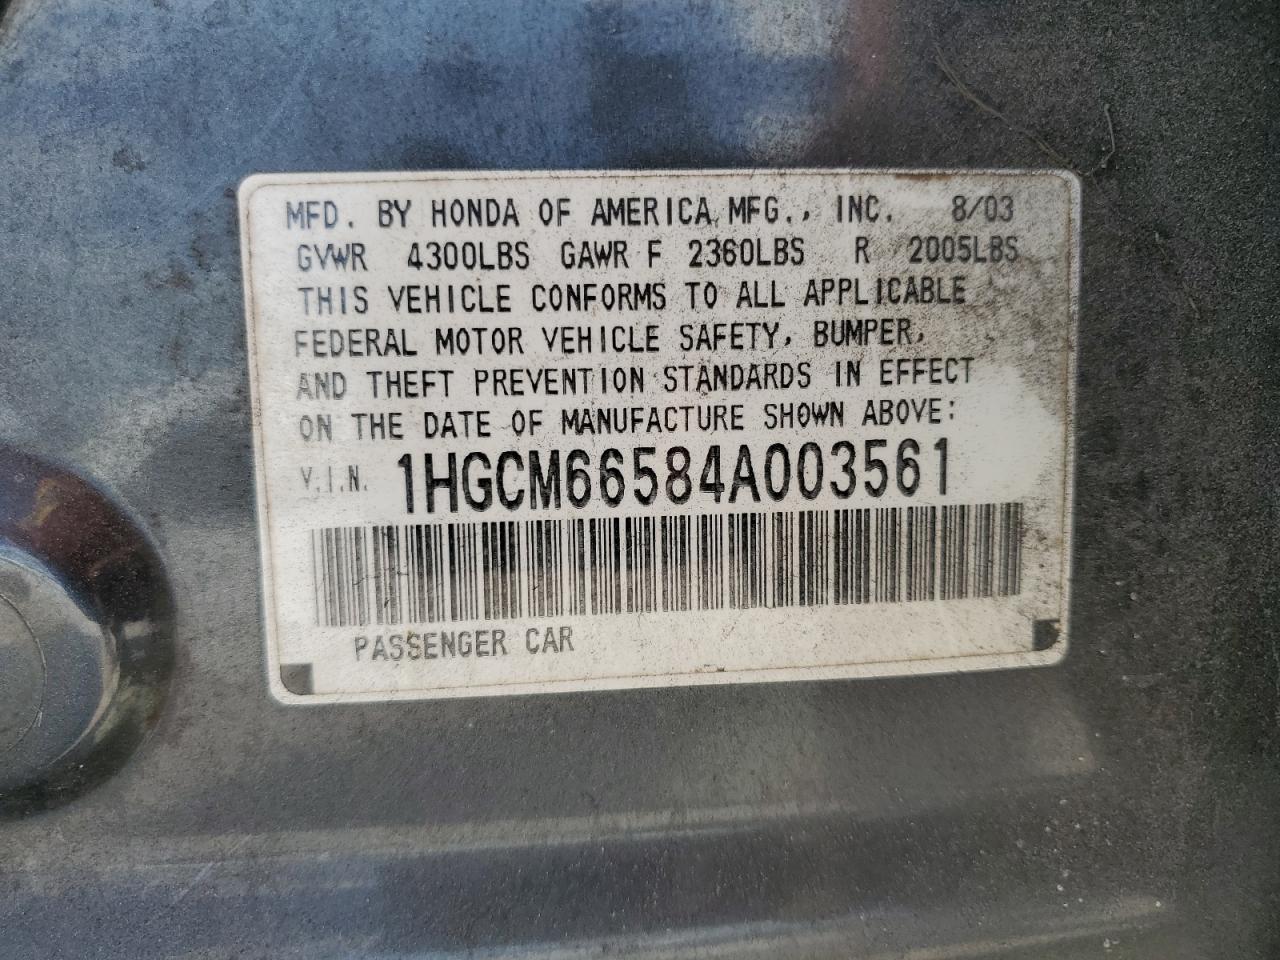 MFD. BY HONDA OF AMERICA MFG., INC. 8/03
GVWR 4300LBS GAWR F 2360LBS R 2005LBS
THIS VEHICLE CONFORMS TO ALL APPLICABLE
FEDERAL MOTOR VEHICLE SAFETY, BUMPER,
AND THEFT PREVENTION STANDARDS IN EFFECT
ON THE DATE OF MANUFACTURE SHOWN ABOVE:
V.I.N. 1HGCM66584A003561
PASSENGER CAR